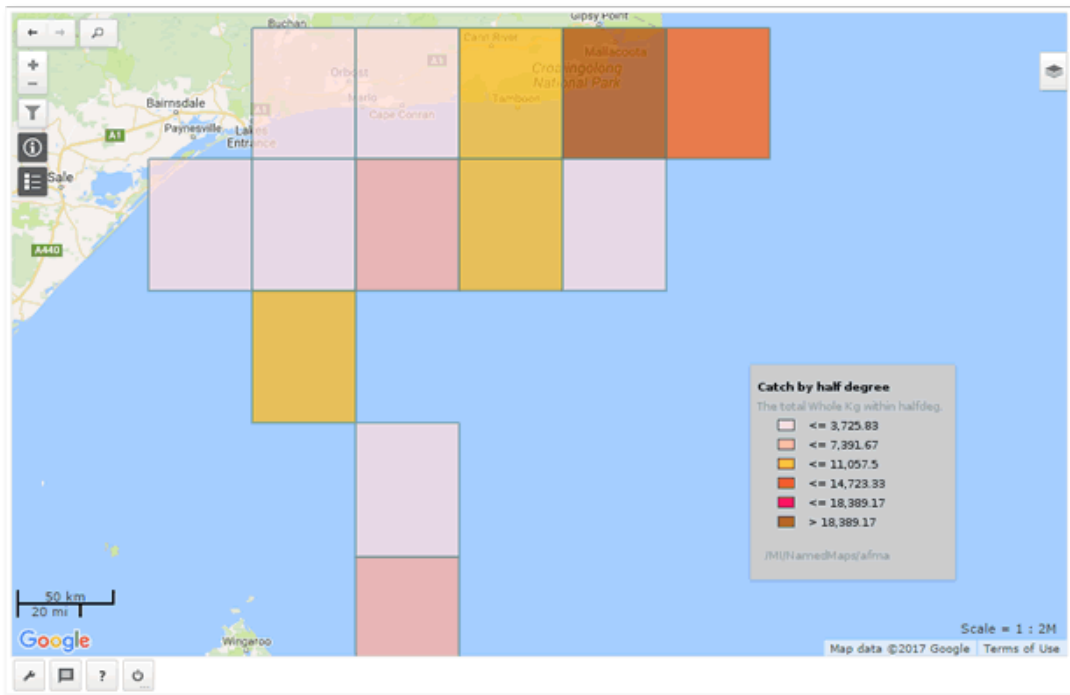 Buchan
Gipsy Point
Cann River
A1
Mallacoota
Orbost
Croajingolong
National Park
Bairnsdale
Marlo
Tamboon
A1
Cape Conran
Paynesville
Lakes
Entrance
A1
Sale
A440
Catch by half degree
The total Whole Kg within halfdeg.
<= 3,725.83
<= 7,391.67
<= 11,057.5
<= 14,723.33
<= 18,389.17
> 18,389.17
/MI/NamedMaps/afma
50 km
20 mi
Scale = 1 : 2M
Google
Wingaroo
Map data ©2017 Google
Terms of Use
?